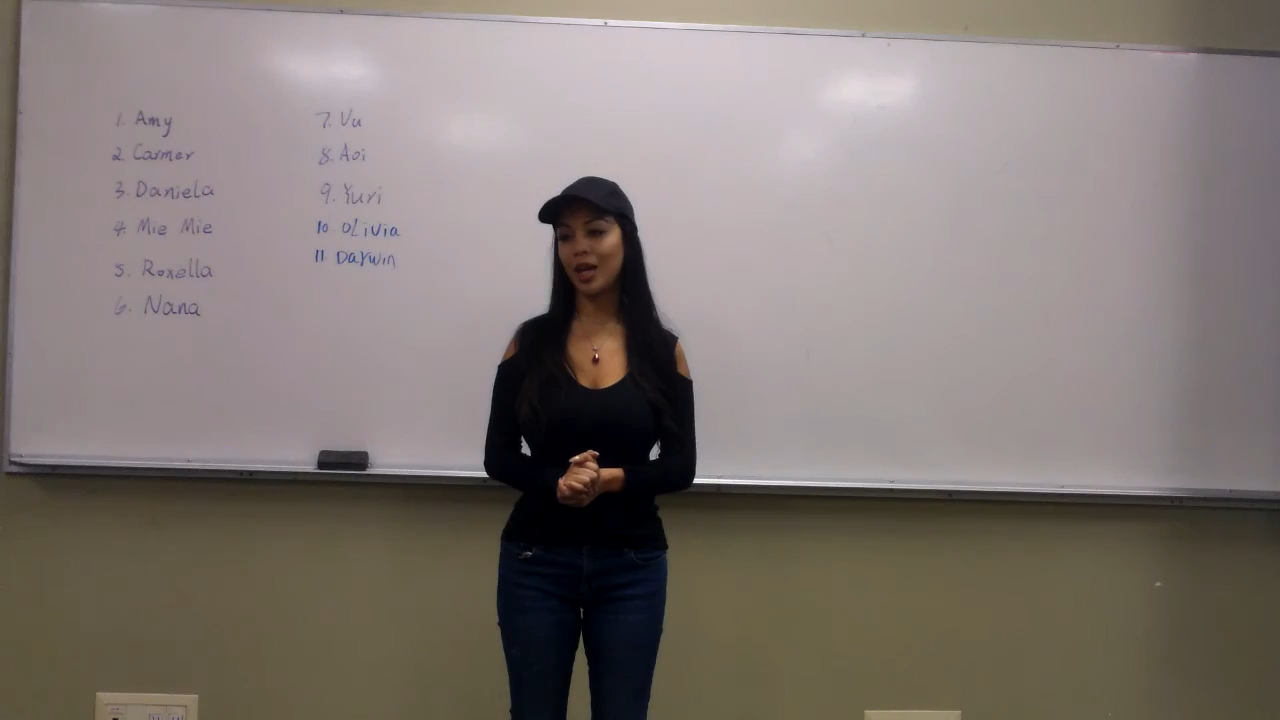 1. Amy
2. Carmer
3. Daniela
4. Mie Mie
5. Roxella
6. Nana
7. Vu
8. Aoi
9. Yuri
10. OLivia
11 Darwin